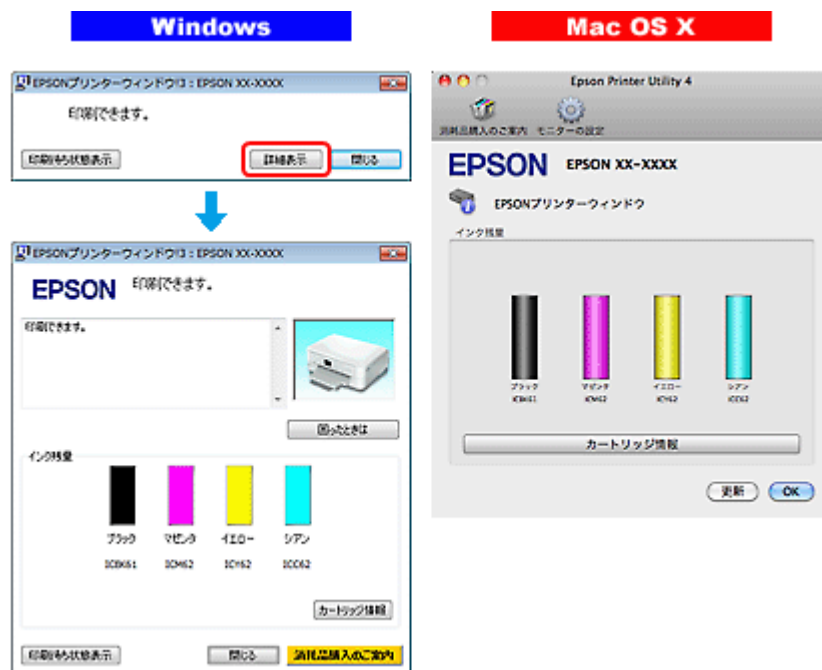 Windows
EPSONプリンターウィンドウ!3 : EPSON XX-XXXX
印刷できます。
印刷待ち状態表示
詳細表示
閉じる
EPSONプリンターウィンドウ!3 : EPSON XX-XXXX
EPSON
印刷できます。
印刷できます。
困ったときは
インク残量
ブラック
マゼンタ
イエロー
シアン
ICBK61
ICM62
ICY62
ICC62
カートリッジ情報
印刷待ち状態表示
閉じる
消耗品購入のご案内
Mac OS X
Epson Printer Utility 4
消耗品購入のご案内
モニターの設定
EPSON
EPSON XX-XXXX
EPSONプリンターウィンドウ
インク残量
ブラック
マゼンタ
イエロー
シアン
ICBK61
ICM62
ICY62
ICC62
カートリッジ情報
更新
OK